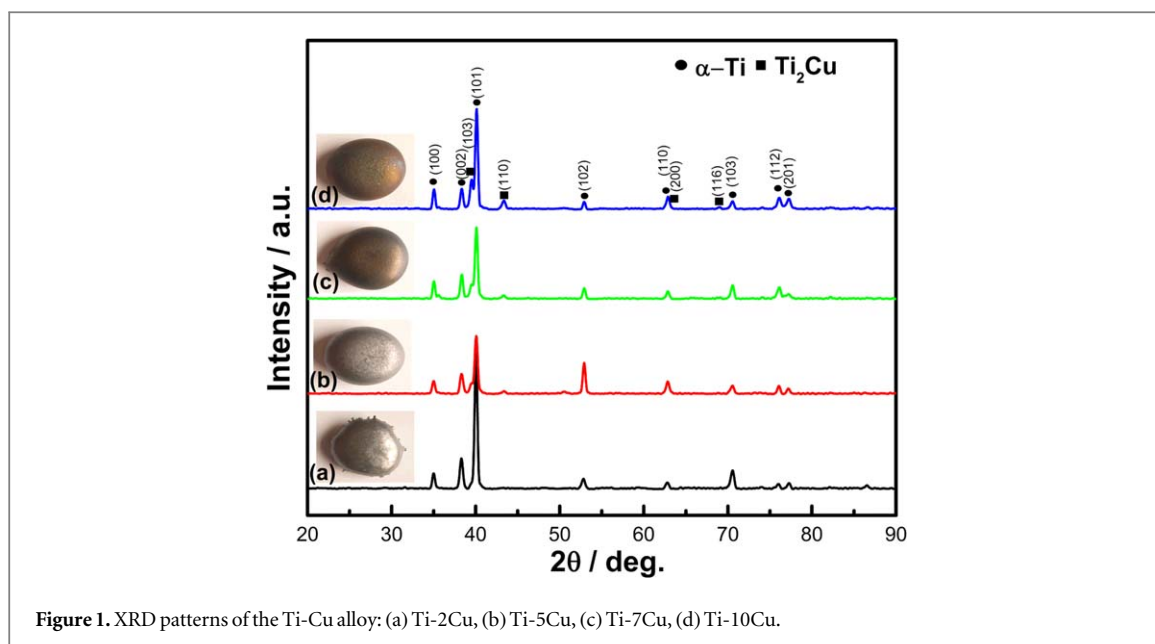 ● α–Ti ■ Ti₂Cu
(100)
(002)
(103)
(101)
(110)
(102)
(110)
(200)
(116)
(103)
(112)
(201)
(d)
(c)
(b)
(a)
Intensity / a.u.
20 30 40 50 60 70 80 90
2θ / deg.
Figure 1. XRD patterns of the Ti-Cu alloy: (a) Ti-2Cu, (b) Ti-5Cu, (c) Ti-7Cu, (d) Ti-10Cu.